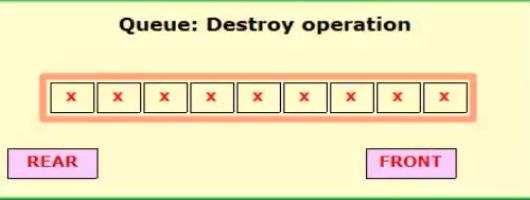 Queue: Destroy operation
x x x x x x x x x
REAR FRONT